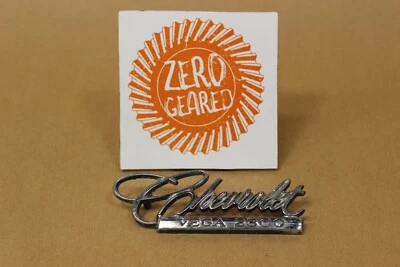 ZERO
GEARED
Chevrolet
VEGA 2300